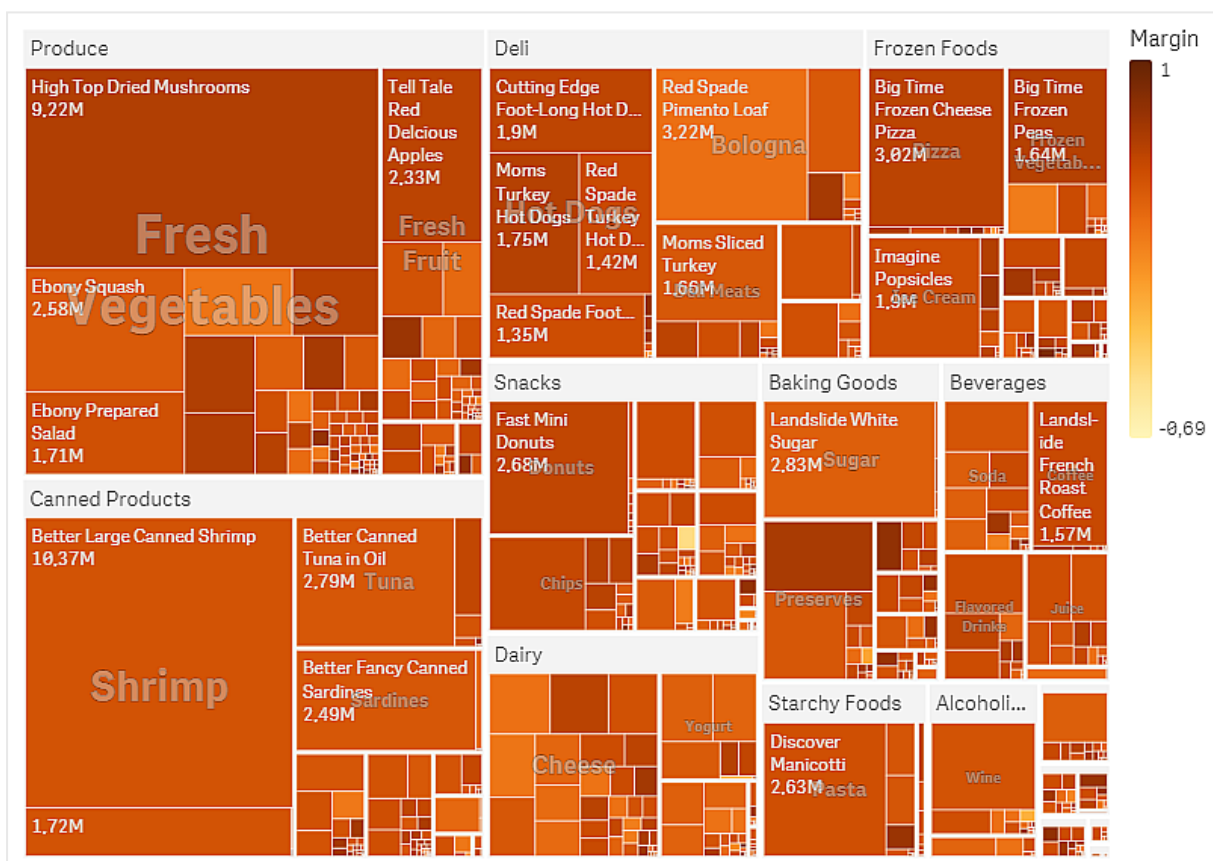 Produce
High Top Dried Mushrooms
9,22M
Fresh
Vegetables
Ebony Squash
2,58M
Ebony Prepared
Salad
1,71M
Tell Tale
Red
Delcious
Apples
2,33M
Fresh
Fruit
Canned Products
Better Large Canned Shrimp
10,37M
Shrimp
1,72M
Better Canned
Tuna in Oil
2,79M
Tuna
Better Fancy Canned
Sardines
2,49M
Sardines
Deli
Cutting Edge
Foot-Long Hot D...
1,9M
Moms
Turkey
Hot Dogs
1,75M
Red
Spade
Turkey
Hot D...
1,42M
Hot Dogs
Red Spade Foot...
1,35M
Red Spade
Pimento Loaf
3,22M
Bologna
Moms Sliced
Turkey
1,66M
Deli Meats
Frozen Foods
Big Time
Frozen Cheese
Pizza
3,02M
Pizza
Big Time
Frozen
Peas
1,64M
Frozen
Vegetab...
Imagine
Popsicles
1,9M
Ice Cream
Snacks
Fast Mini
Donuts
2,68M
Donuts
Chips
Dairy
Cheese
Yogurt
Baking Goods
Landslide White
Sugar
2,83M
Sugar
Preserves
Beverages
Soda
Landsl-
ide
French
Roast
Coffee
1,57M
Coffee
Flavored
Drinks
Juice
Starchy Foods
Discover
Manicotti
2,63M
Pasta
Alcoholi...
Wine
Margin
1
-0,69